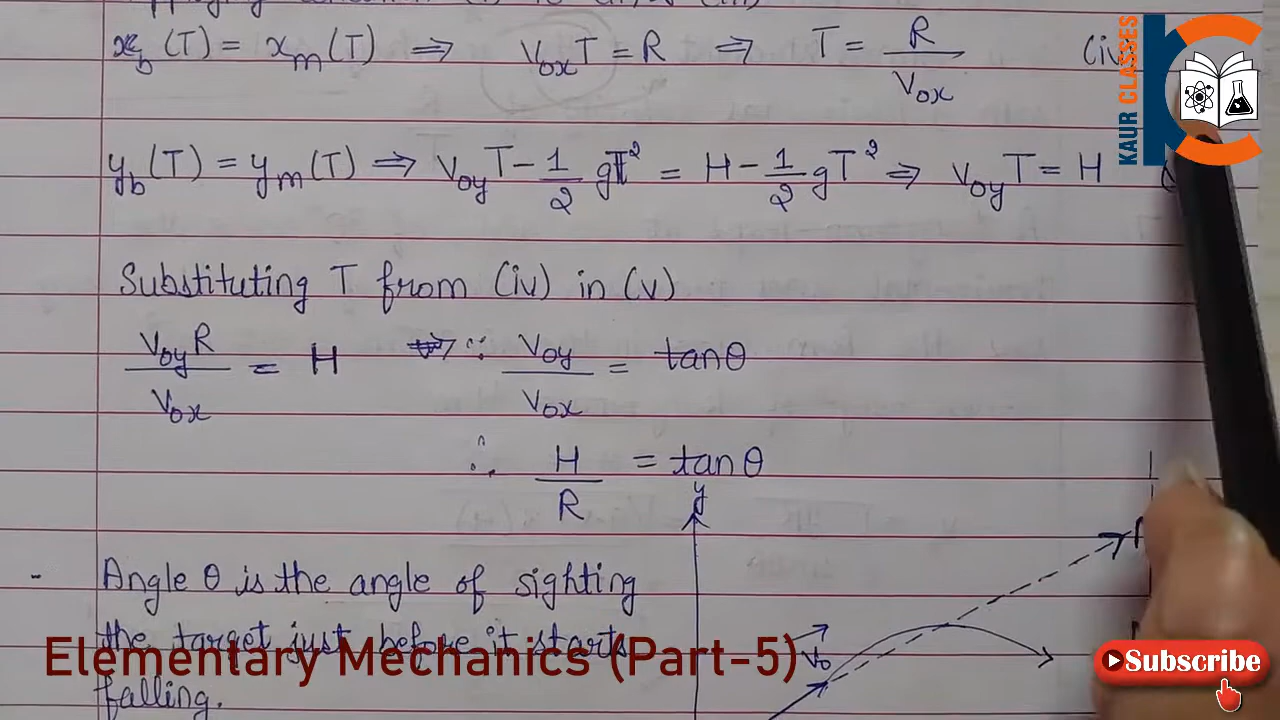 x_b(T) = x_m(T) ⇒ V_ox T = R ⇒ T = R / V_ox (iv)
KAUR CLASSES
y_b(T) = y_m(T) ⇒ V_oy T - 1/2 gT² = H - 1/2 gT² ⇒ V_oy T = H
Substituting T from (iv) in (v)
V_oy R / V_ox = H ∵ V_oy / V_ox = tanθ
∴ H / R = tanθ
y
- Angle θ is the angle of sighting
the target just before it starts
falling.
V_o
Elementary Mechanics (Part-5)
Subscribe